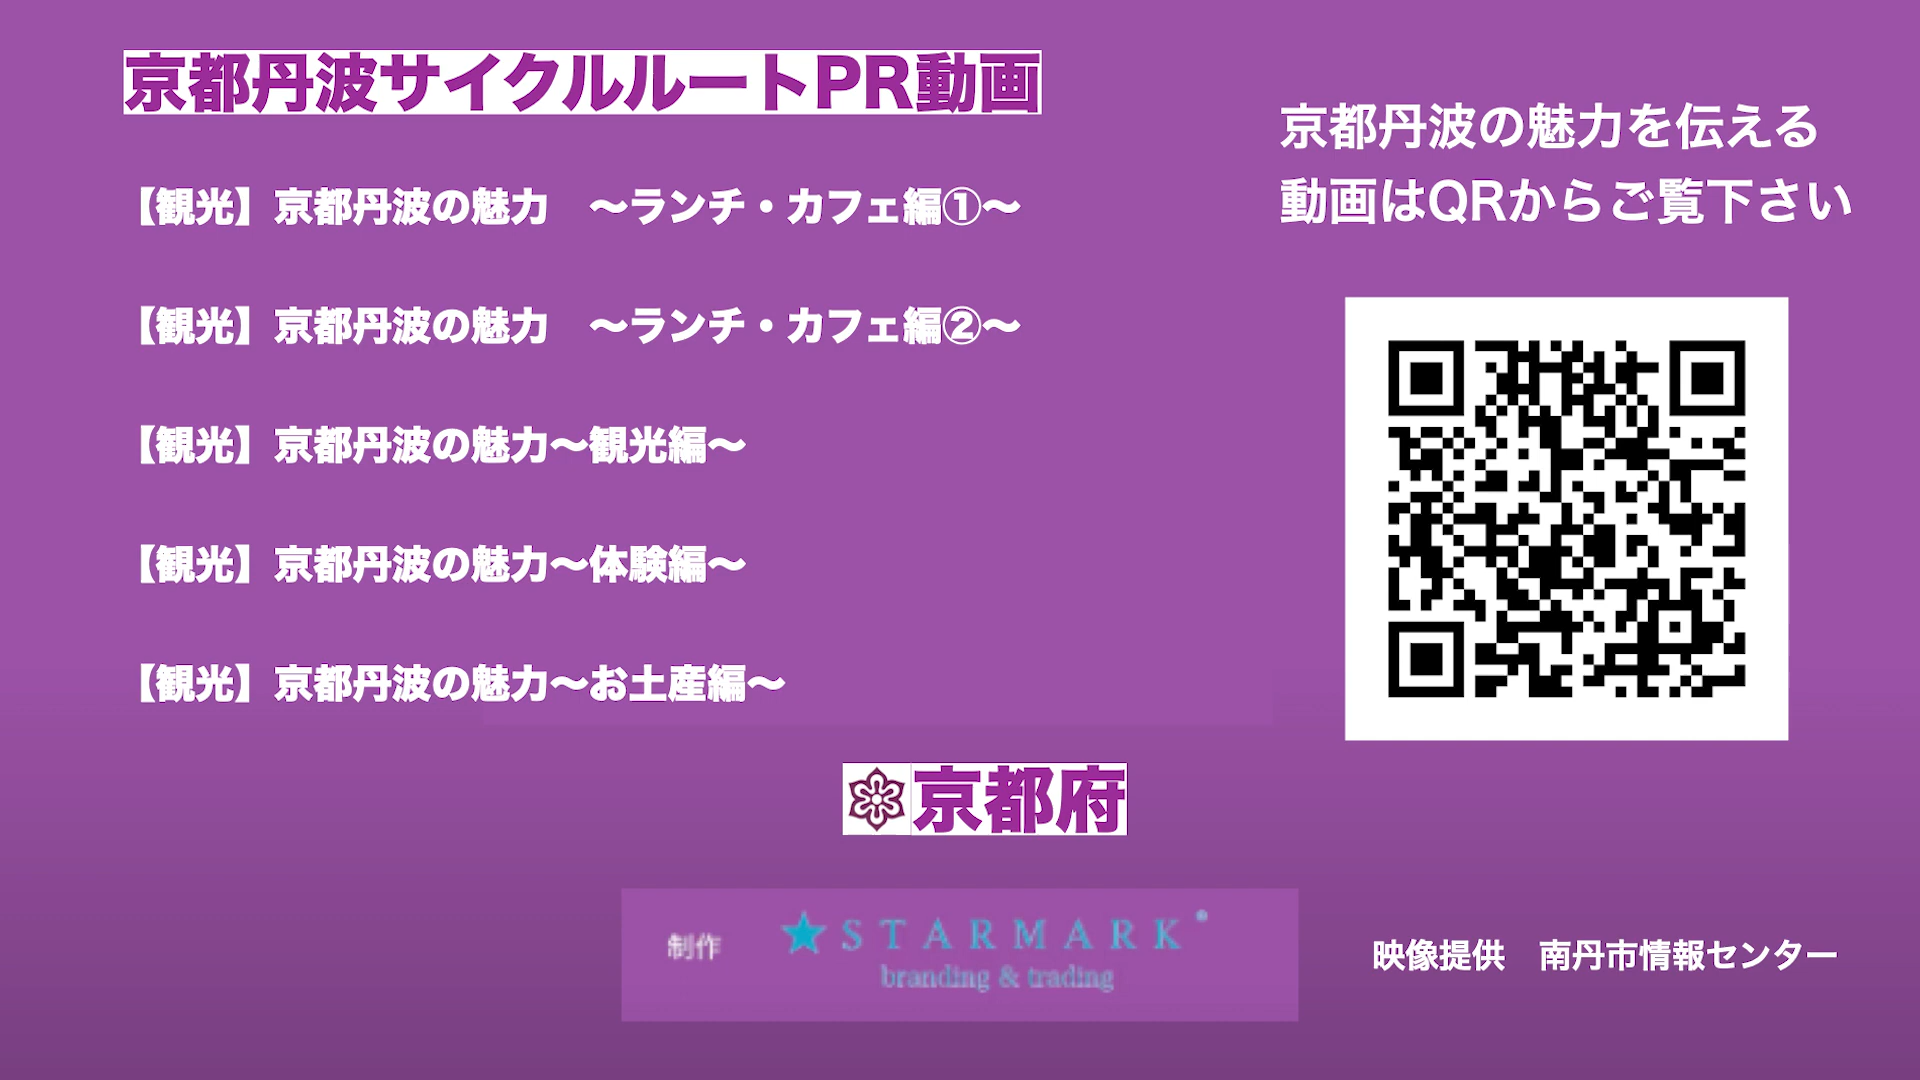 京都丹波サイクルルートPR動画
【観光】京都丹波の魅力　～ランチ・カフェ編①～
【観光】京都丹波の魅力　～ランチ・カフェ編②～
【観光】京都丹波の魅力～観光編～
【観光】京都丹波の魅力～体験編～
【観光】京都丹波の魅力～お土産編～
京都丹波の魅力を伝える
動画はQRからご覧下さい
京都府
制作
STARMARK
branding & trading
映像提供　南丹市情報センター